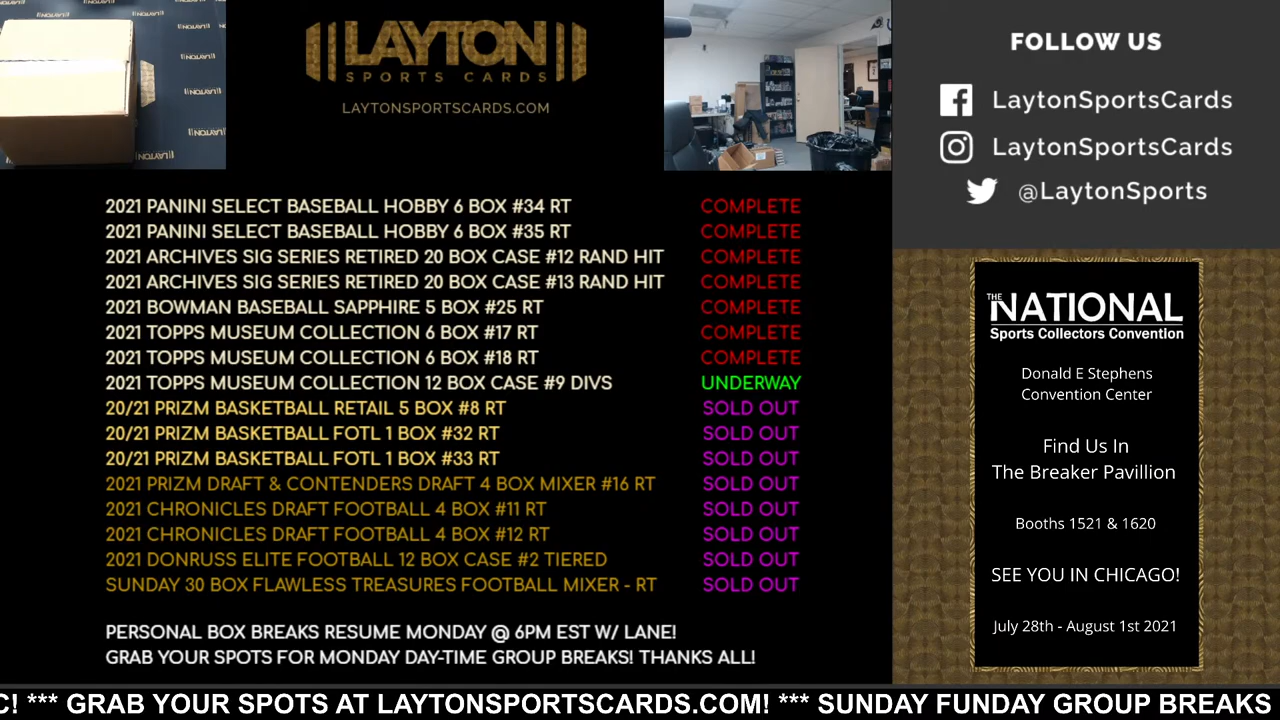 LAYTON
SPORTS CARDS
LAYTONSPORTSCARDS.COM
2021 PANINI SELECT BASEBALL HOBBY 6 BOX #34 RT COMPLETE
2021 PANINI SELECT BASEBALL HOBBY 6 BOX #35 RT COMPLETE
2021 ARCHIVES SIG SERIES RETIRED 20 BOX CASE #12 RAND HIT COMPLETE
2021 ARCHIVES SIG SERIES RETIRED 20 BOX CASE #13 RAND HIT COMPLETE
2021 BOWMAN BASEBALL SAPPHIRE 5 BOX #25 RT COMPLETE
2021 TOPPS MUSEUM COLLECTION 6 BOX #17 RT COMPLETE
2021 TOPPS MUSEUM COLLECTION 6 BOX #18 RT COMPLETE
2021 TOPPS MUSEUM COLLECTION 12 BOX CASE #9 DIVS UNDERWAY
20/21 PRIZM BASKETBALL RETAIL 5 BOX #8 RT SOLD OUT
20/21 PRIZM BASKETBALL FOTL 1 BOX #32 RT SOLD OUT
20/21 PRIZM BASKETBALL FOTL 1 BOX #33 RT SOLD OUT
2021 PRIZM DRAFT & CONTENDERS DRAFT 4 BOX MIXER #16 RT SOLD OUT
2021 CHRONICLES DRAFT FOOTBALL 4 BOX #11 RT SOLD OUT
2021 CHRONICLES DRAFT FOOTBALL 4 BOX #12 RT SOLD OUT
2021 DONRUSS ELITE FOOTBALL 12 BOX CASE #2 TIERED SOLD OUT
SUNDAY 30 BOX FLAWLESS TREASURES FOOTBALL MIXER - RT SOLD OUT
PERSONAL BOX BREAKS RESUME MONDAY @ 6PM EST W/ LANE!
GRAB YOUR SPOTS FOR MONDAY DAY-TIME GROUP BREAKS! THANKS ALL!
FOLLOW US
LaytonSportsCards
LaytonSportsCards
@LaytonSports
THE NATIONAL
Sports Collectors Convention
Donald E Stephens
Convention Center
Find Us In
The Breaker Pavillion
Booths 1521 & 1620
SEE YOU IN CHICAGO!
July 28th - August 1st 2021
C! *** GRAB YOUR SPOTS AT LAYTONSPORTSCARDS.COM! *** SUNDAY FUNDAY GROUP BREAKS